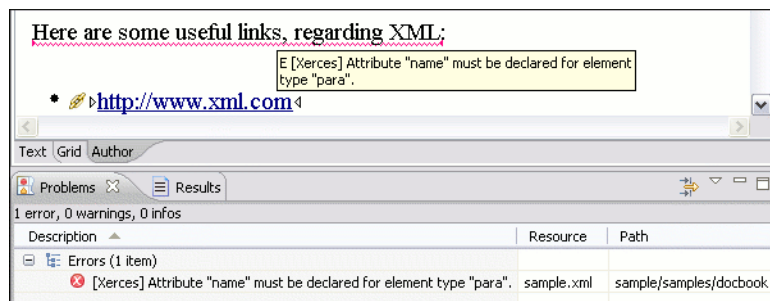 Here are some useful links, regarding XML:
E [Xerces] Attribute "name" must be declared for element
type "para".
http://www.xml.com
Text Grid Author
Problems Results
1 error, 0 warnings, 0 infos
Description Resource Path
Errors (1 item)
[Xerces] Attribute "name" must be declared for element type "para". sample.xml sample/samples/docbook